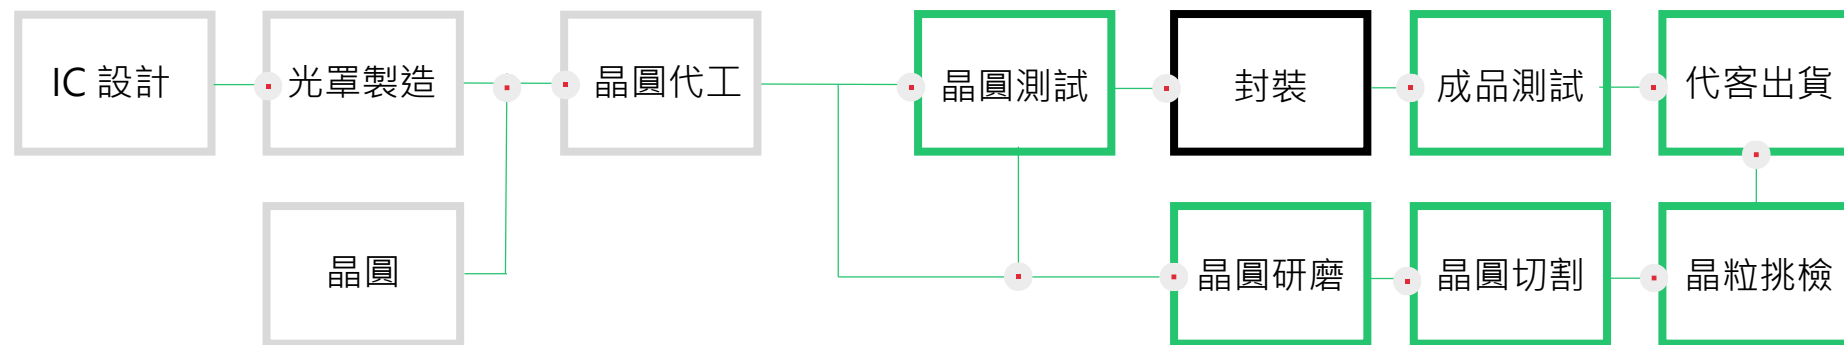 IC 設計
光罩製造
晶圓代工
晶圓測試
封裝
成品測試
代客出貨
晶圓
晶圓研磨
晶圓切割
晶粒挑檢